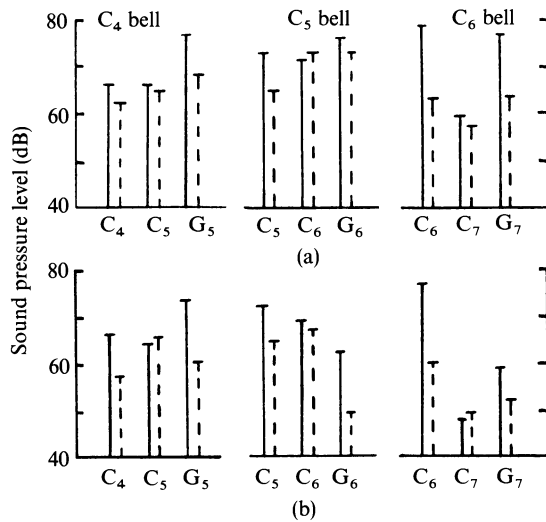 C4 bell C5 bell C6 bell
80
60
40
C4 C5 G5 C5 C6 G6 C6 C7 G7
(a)
Sound pressure level (dB)
80
60
40
C4 C5 G5 C5 C6 G6 C6 C7 G7
(b)